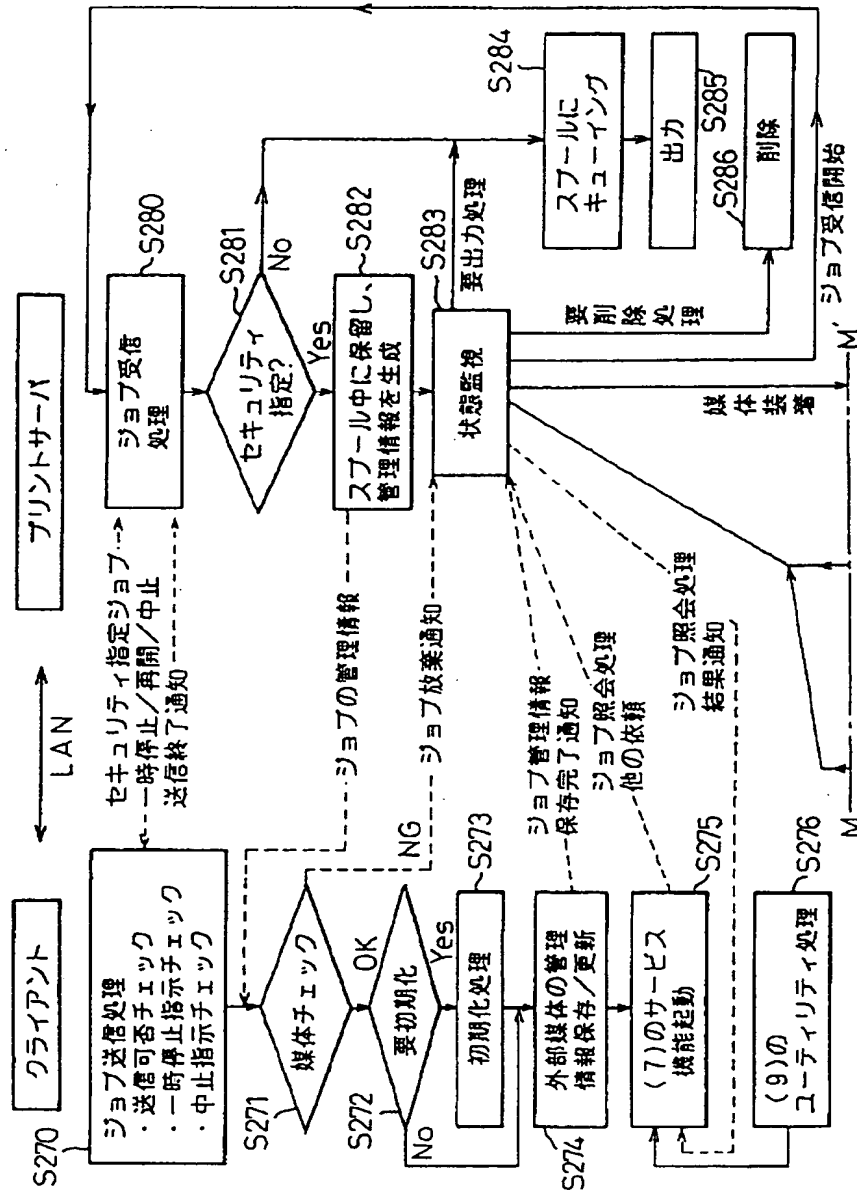 クライアント
LAN
プリントサーバ
S270
ジョブ送信処理
・送信可否チェック
・一時停止指示チェック
・中止指示チェック
セキュリティ指定ジョブ
一時停止/再開/中止
送信終了通知
ジョブ受信
処理
S280
セキュリティ
指定?
S281
No
Yes
ジョブの管理情報
スプール中に保留し、
管理情報を生成
S282
S271
媒体チェック
NG
OK
ジョブ放棄通知
状態監視
S283
要出力処理
スプールに
キューイング
S284
出力
S285
削除
S286
要削除処理
S272
要初期化
Yes
No
初期化処理
S273
S274
外部媒体の管理
情報保存/更新
ジョブ管理情報
保存完了通知
(7)のサービス
機能起動
S275
ジョブ照会処理
他の依頼
ジョブ照会処理
結果通知
(9)の
ユーティリティ処理
S276
媒体装着
M
M′
ジョブ受信開始